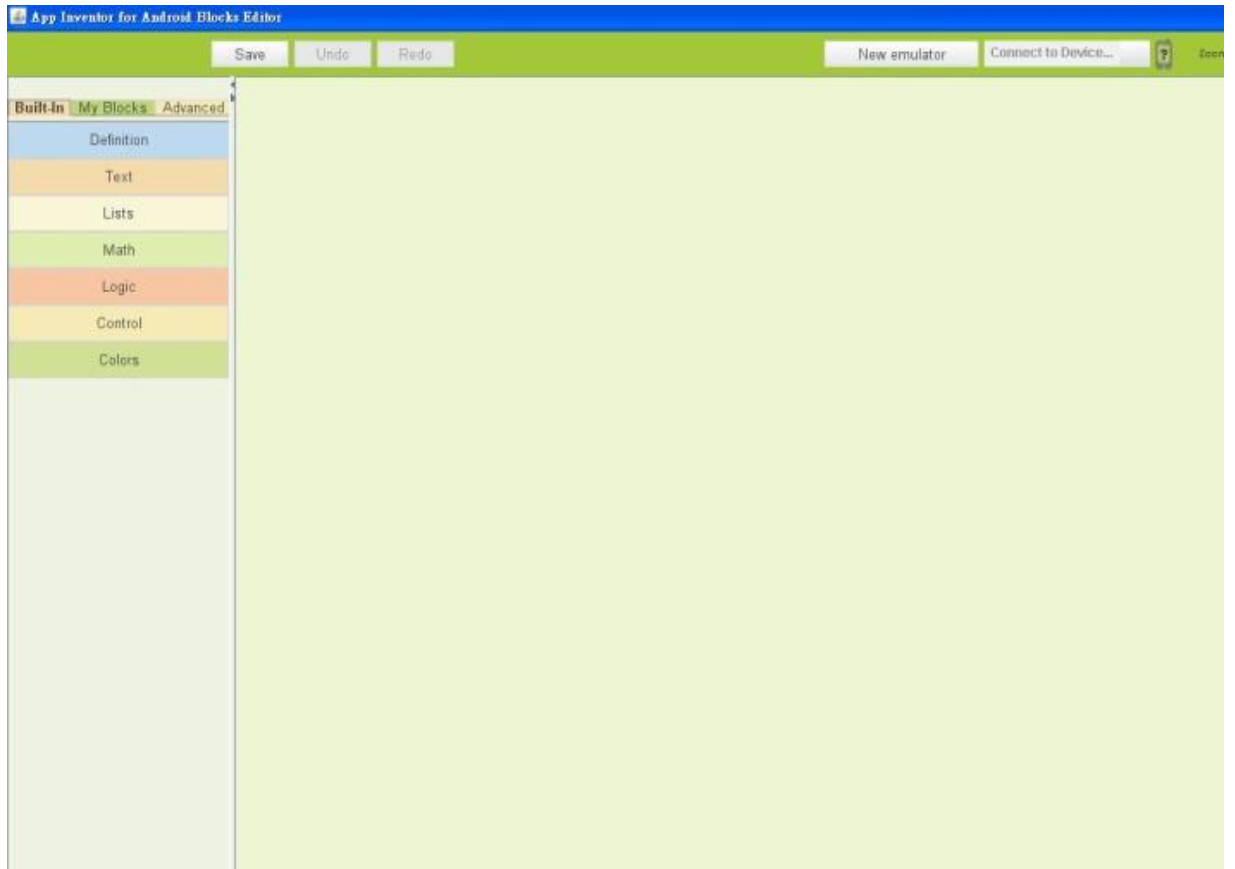 App Inventor for Android Blocks Editor
Save Undo Redo New emulator Connect to Device... ?
Built-In My Blocks Advanced
Definition
Text
Lists
Math
Logic
Control
Colors